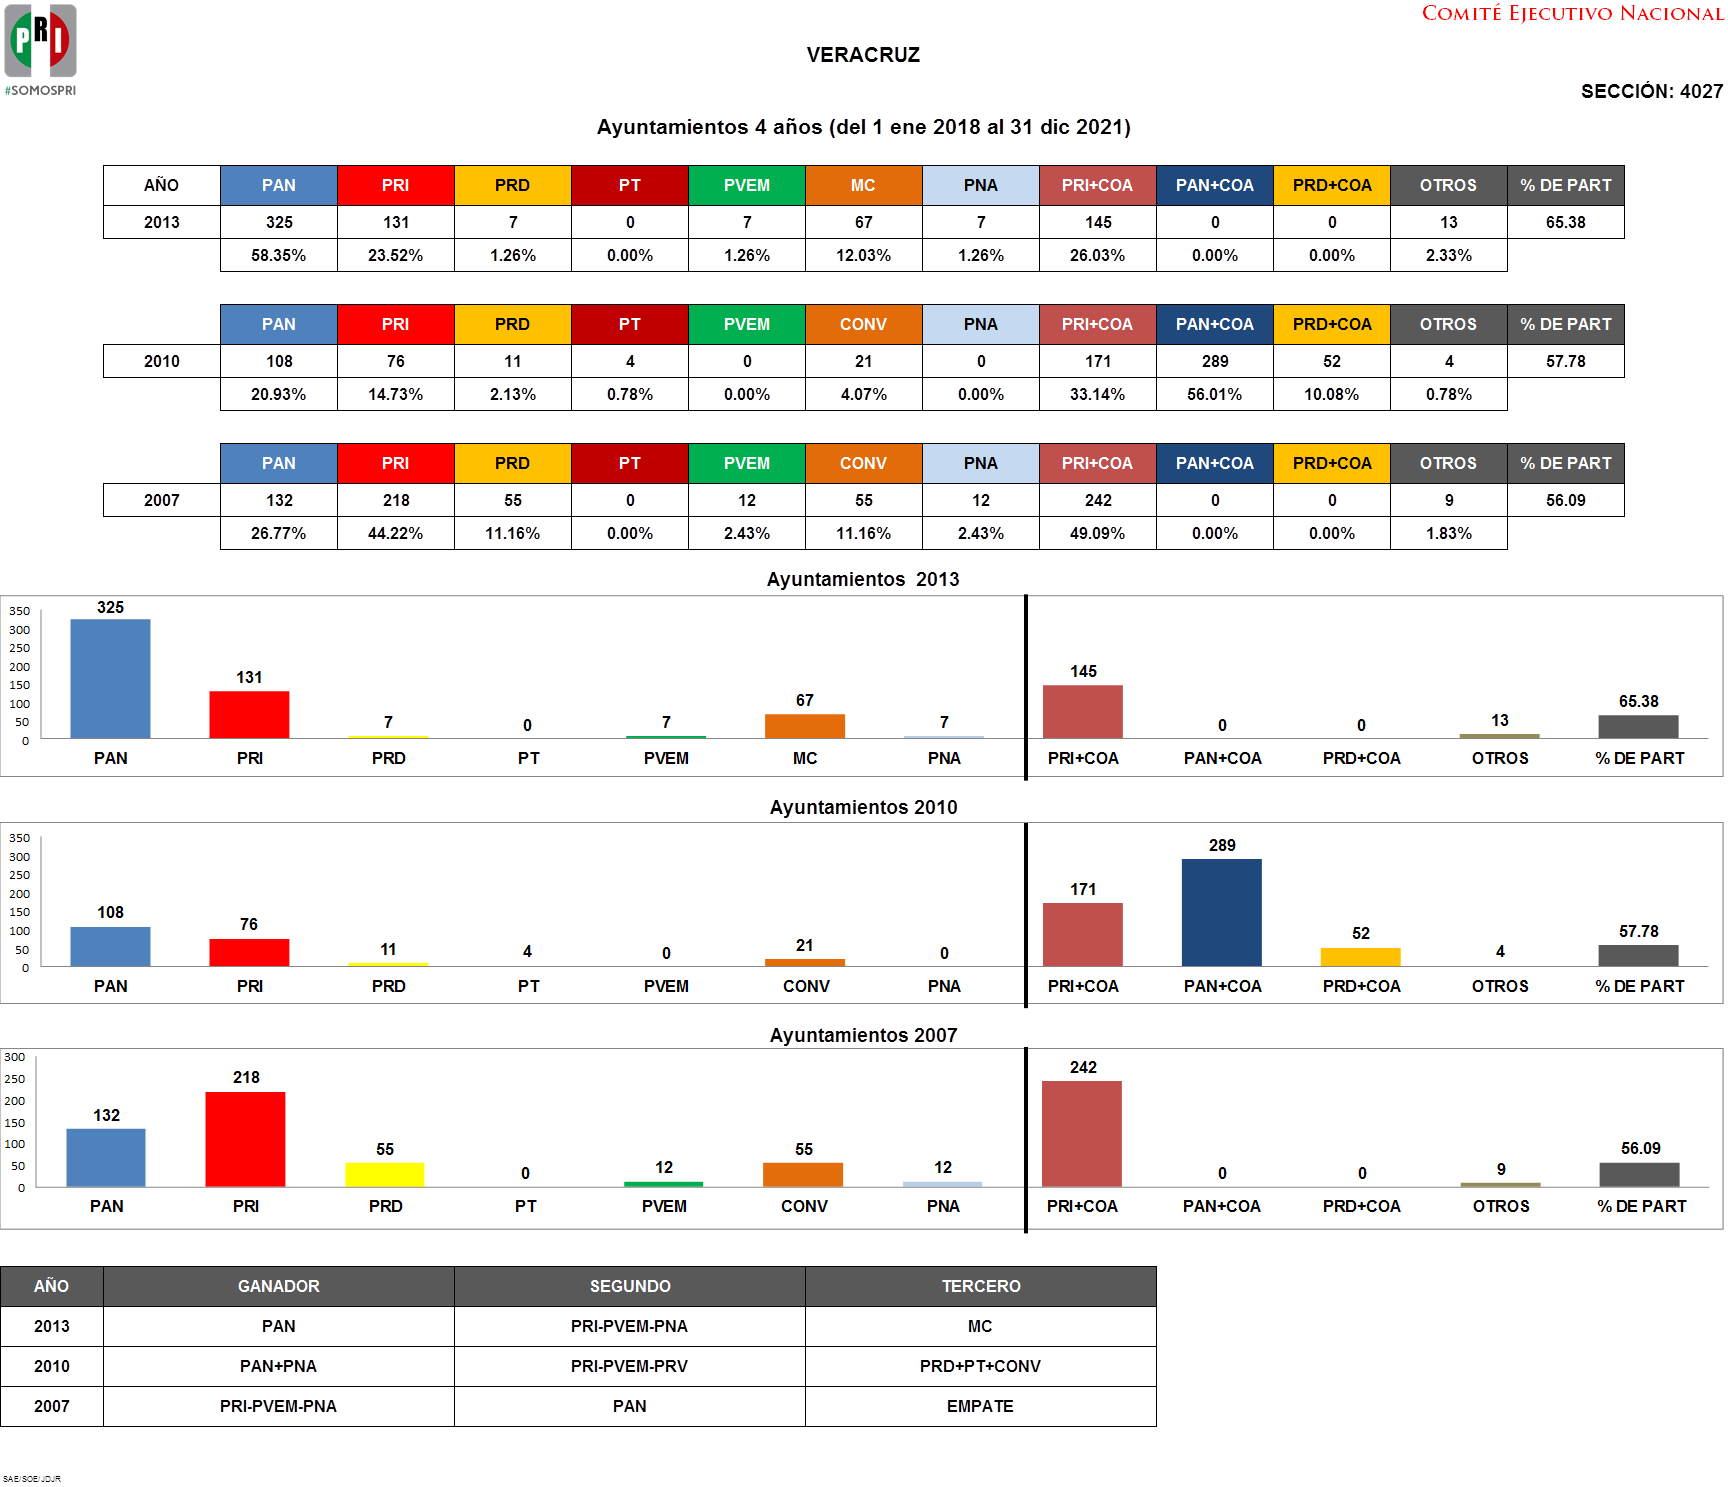 PRI
#SOMOSPRI
COMITÉ EJECUTIVO NACIONAL
VERACRUZ
SECCIÓN: 4027
Ayuntamientos 4 años (del 1 ene 2018 al 31 dic 2021)
AÑO PAN PRI PRD PT PVEM MC PNA PRI+COA PAN+COA PRD+COA OTROS % DE PART
2013 325 131 7 0 7 67 7 145 0 0 13 65.38
58.35% 23.52% 1.26% 0.00% 1.26% 12.03% 1.26% 26.03% 0.00% 0.00% 2.33%
PAN PRI PRD PT PVEM CONV PNA PRI+COA PAN+COA PRD+COA OTROS % DE PART
2010 108 76 11 4 0 21 0 171 289 52 4 57.78
20.93% 14.73% 2.13% 0.78% 0.00% 4.07% 0.00% 33.14% 56.01% 10.08% 0.78%
PAN PRI PRD PT PVEM CONV PNA PRI+COA PAN+COA PRD+COA OTROS % DE PART
2007 132 218 55 0 12 55 12 242 0 0 9 56.09
26.77% 44.22% 11.16% 0.00% 2.43% 11.16% 2.43% 49.09% 0.00% 0.00% 1.83%
Ayuntamientos 2013
350
300
250
200
150
100
50
0
325 131 7 0 7 67 7 145 0 0 13 65.38
PAN PRI PRD PT PVEM MC PNA PRI+COA PAN+COA PRD+COA OTROS % DE PART
Ayuntamientos 2010
350
300
250
200
150
100
50
0
108 76 11 4 0 21 0 171 289 52 4 57.78
PAN PRI PRD PT PVEM CONV PNA PRI+COA PAN+COA PRD+COA OTROS % DE PART
Ayuntamientos 2007
300
250
200
150
100
50
0
132 218 55 0 12 55 12 242 0 0 9 56.09
PAN PRI PRD PT PVEM CONV PNA PRI+COA PAN+COA PRD+COA OTROS % DE PART
AÑO GANADOR SEGUNDO TERCERO
2013 PAN PRI-PVEM-PNA MC
2010 PAN+PNA PRI-PVEM-PRV PRD+PT+CONV
2007 PRI-PVEM-PNA PAN EMPATE
SAE/SOE/JDJR